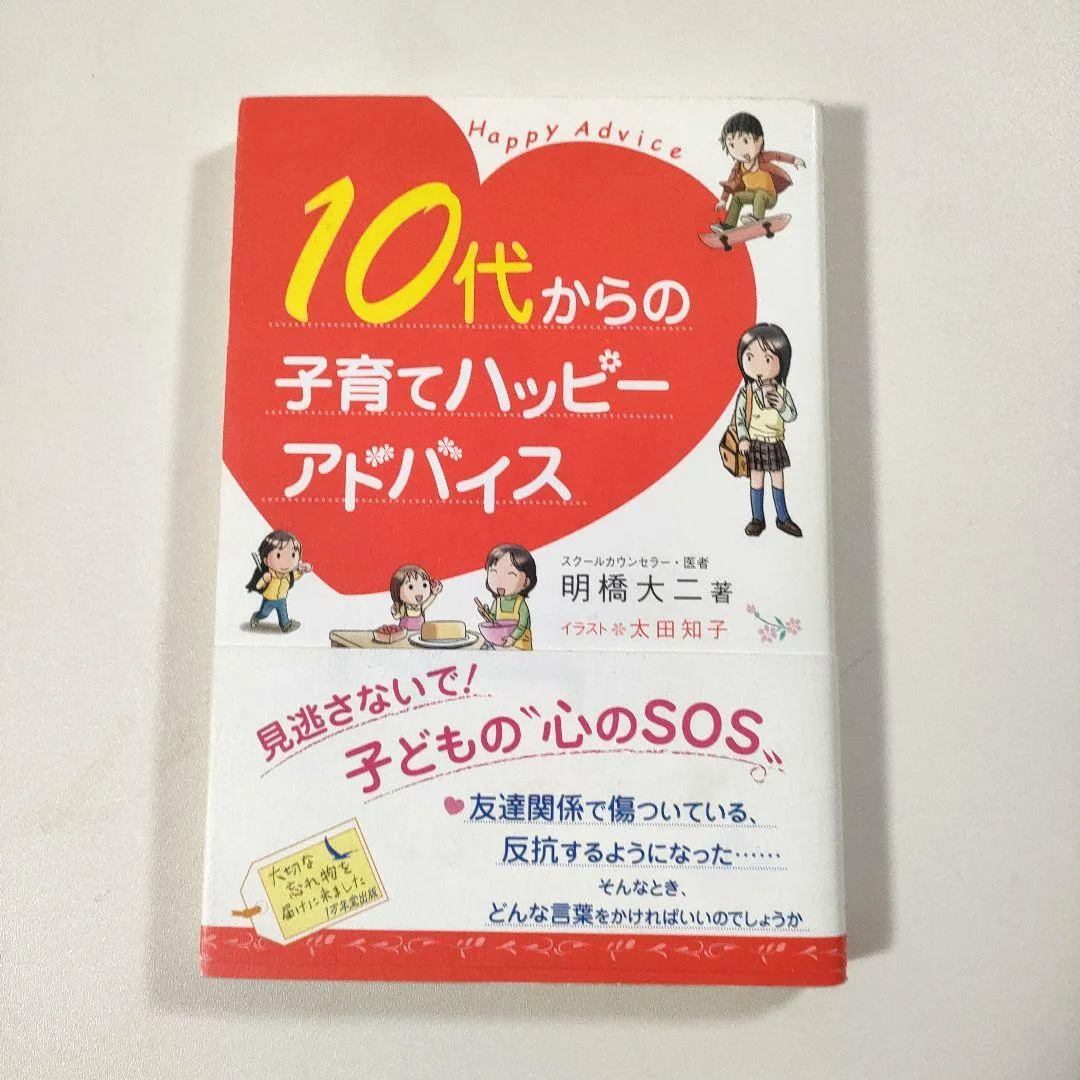 Happy Advice
10代からの
子育てハッピー
アドバイス
スクールカウンセラー・医者
明橋大二 著
イラスト❀太田知子
見逃さないで!
子どもの〝心のSOS〟
♥友達関係で傷ついている、
反抗するようになった……
そんなとき、
どんな言葉をかければいいのでしょうか
大切な
忘れ物を
届けに来ました
1万年堂出版